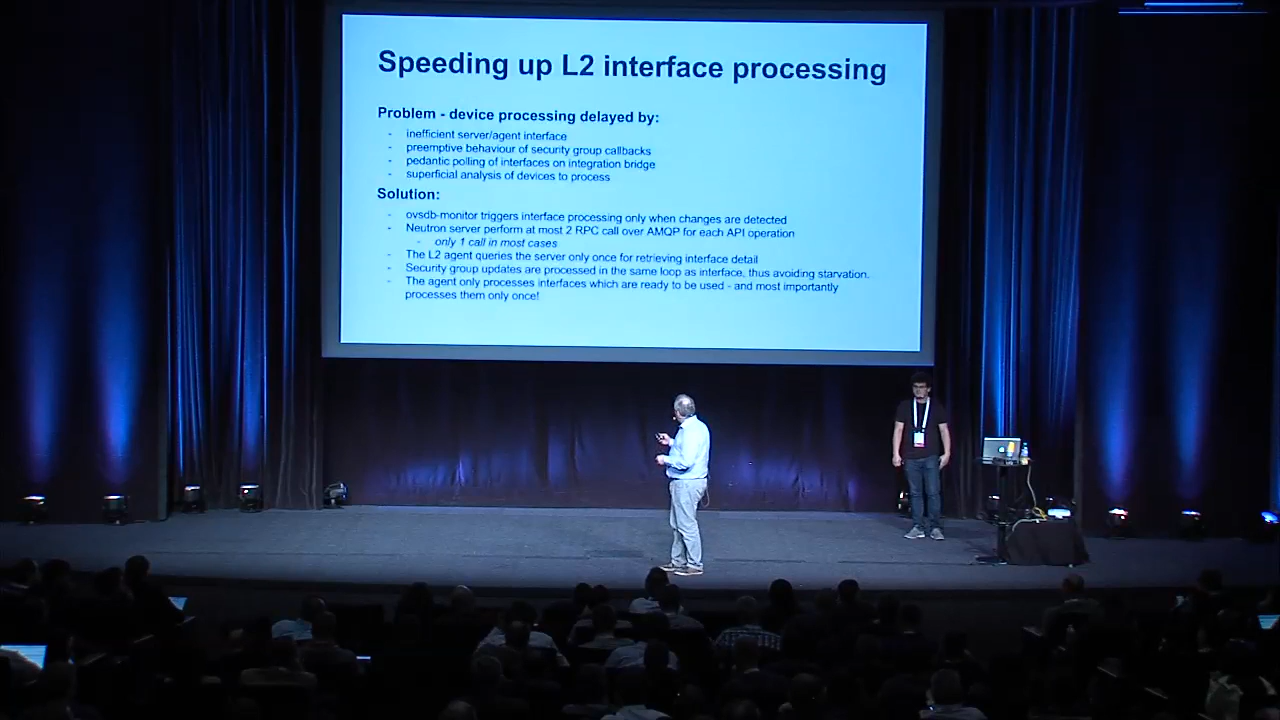 Speeding up L2 interface processing
Problem - device processing delayed by:
- inefficient server/agent interface
- preemptive behaviour of security group callbacks
- pedantic polling of interfaces on integration bridge
- superficial analysis of devices to process
Solution:
- ovsdb-monitor triggers interface processing only when changes are detected
- Neutron server perform at most 2 RPC call over AMQP for each API operation
- only 1 call in most cases
- The L2 agent queries the server only once for retrieving interface detail
- Security group updates are processed in the same loop as interface, thus avoiding starvation.
- The agent only processes interfaces which are ready to be used - and most importantly
processes them only once!